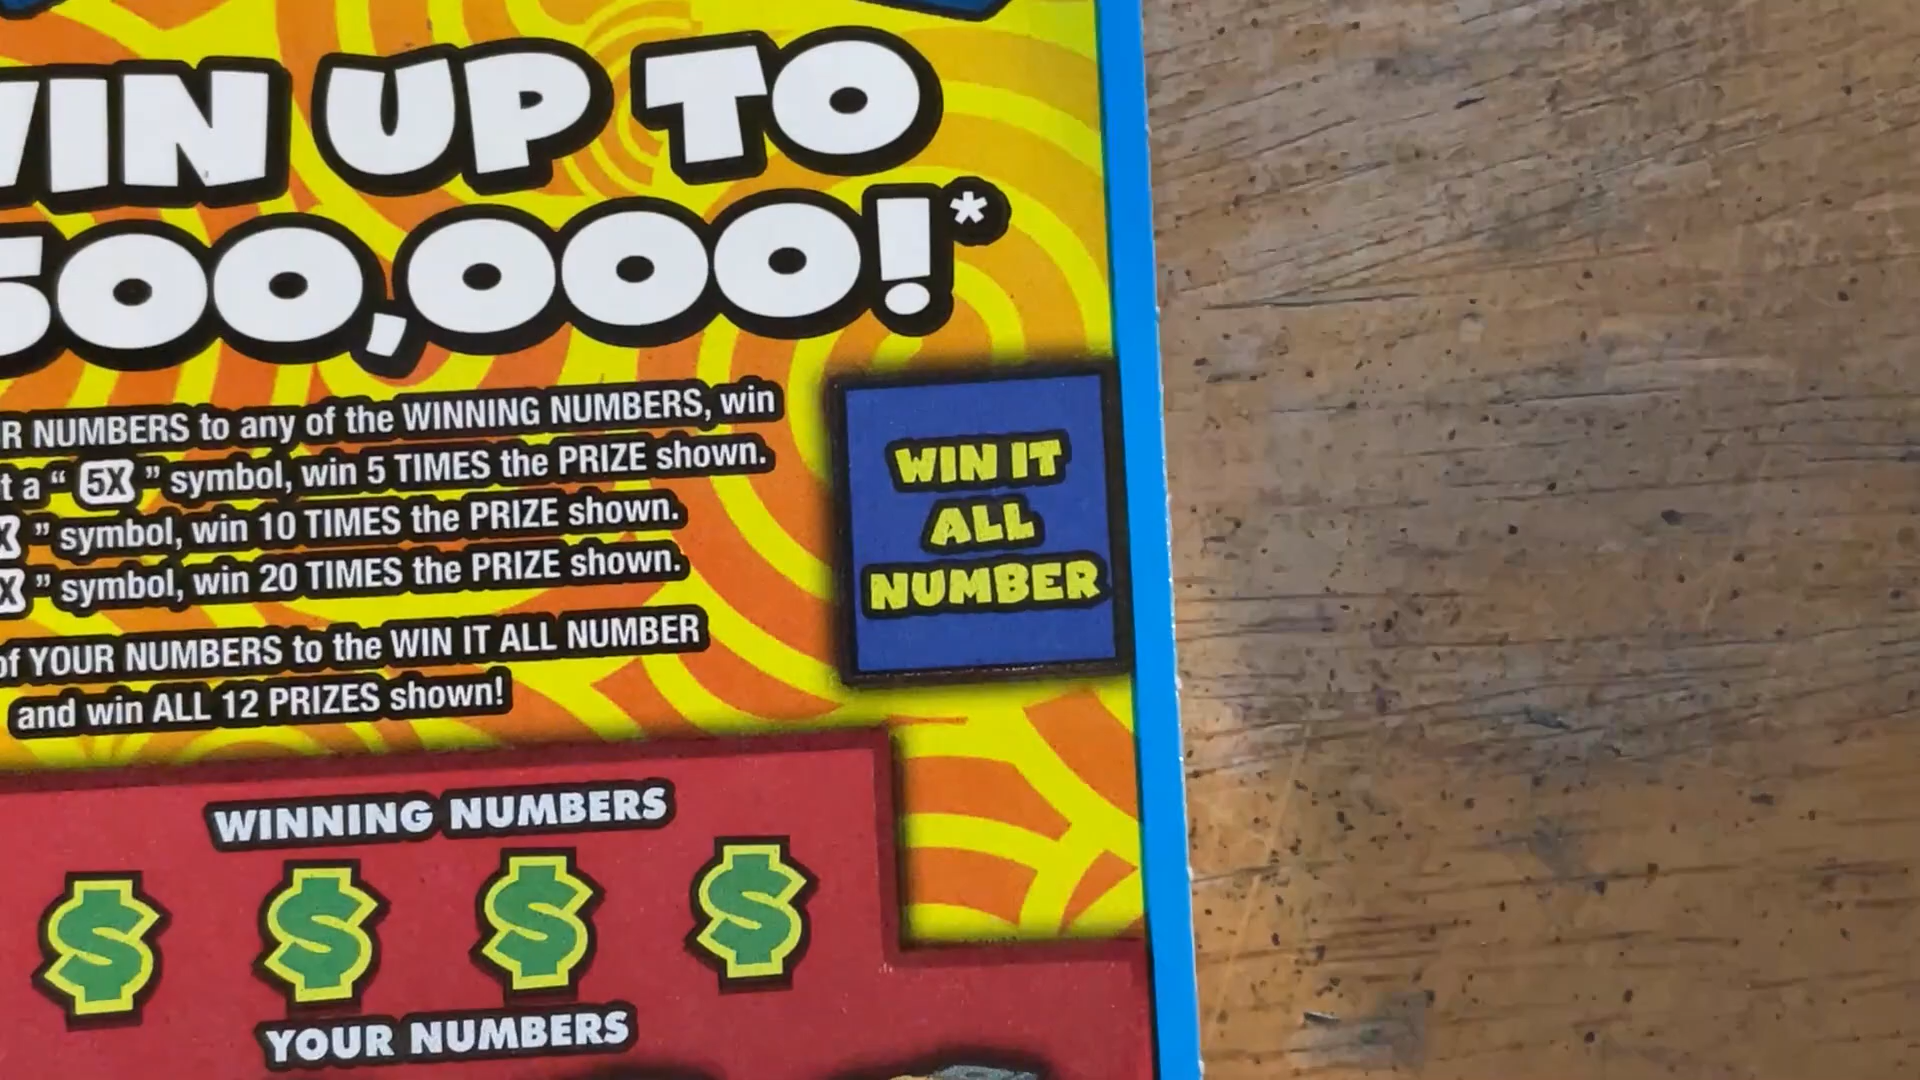 WIN UP TO
500,000!*
R NUMBERS to any of the WINNING NUMBERS, win
t a “ 5X ” symbol, win 5 TIMES the PRIZE shown.
X ” symbol, win 10 TIMES the PRIZE shown.
X ” symbol, win 20 TIMES the PRIZE shown.
of YOUR NUMBERS to the WIN IT ALL NUMBER
and win ALL 12 PRIZES shown!
WIN IT
ALL
NUMBER
WINNING NUMBERS
$ $ $ $
YOUR NUMBERS